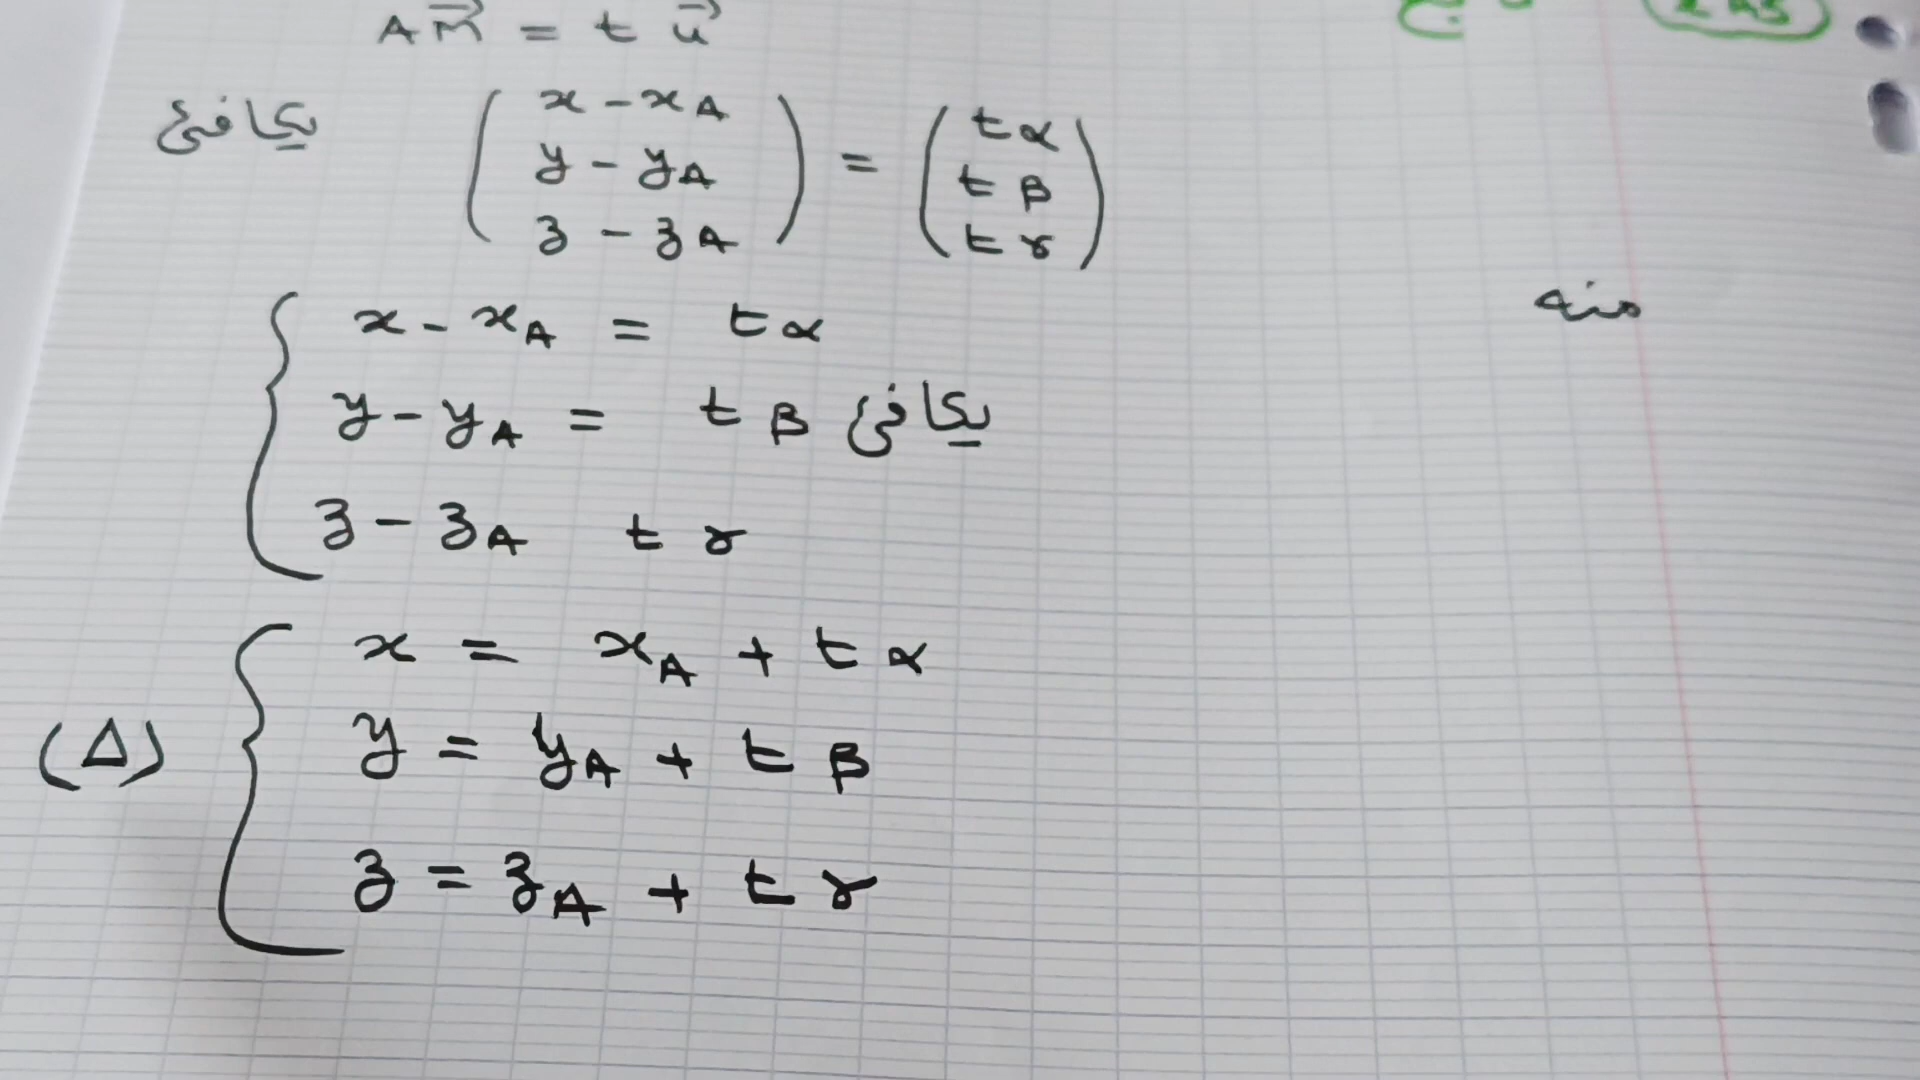 AM⃗ = t u⃗
يكافئ ( x - xA ) = ( tα )
( y - yA ) ( tβ )
( z - zA ) ( tγ )
منه
{ x - xA = tα
y - yA = tβ يكافئ
z - zA tγ
(Δ) { x = xA + tα
y = yA + tβ
z = zA + tγ